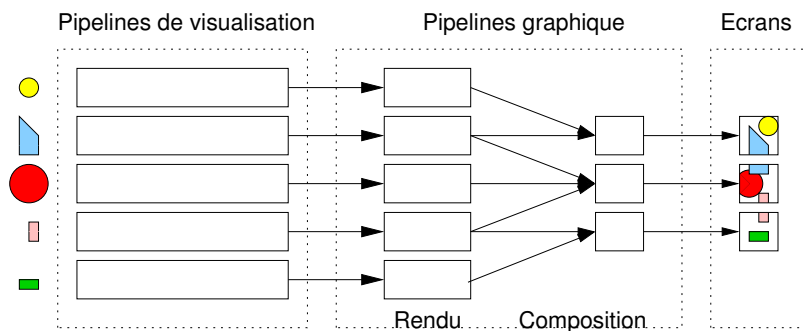 Pipelines de visualisation
Pipelines graphique
Ecrans
Rendu
Composition